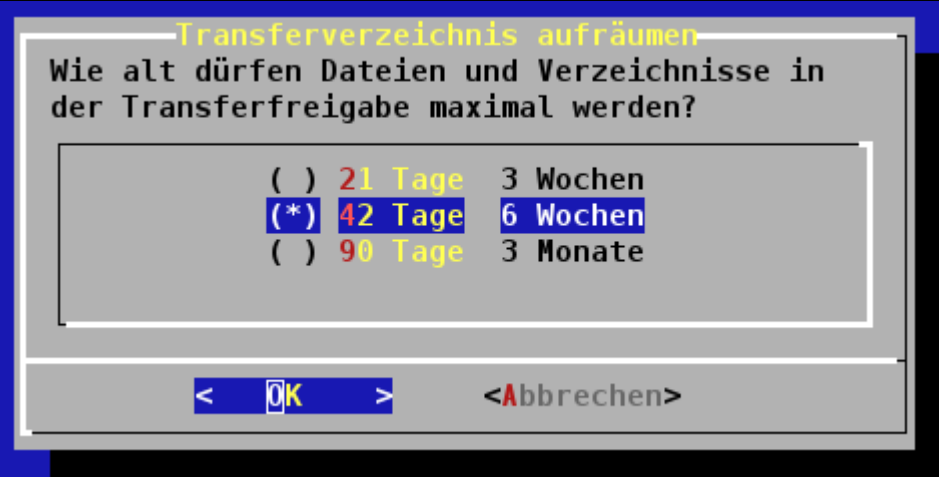 Transferverzeichnis aufräumen
Wie alt dürfen Dateien und Verzeichnisse in
der Transferfreigabe maximal werden?
( ) 21 Tage 3 Wochen
(*) 42 Tage 6 Wochen
( ) 90 Tage 3 Monate
< OK > <Abbrechen>